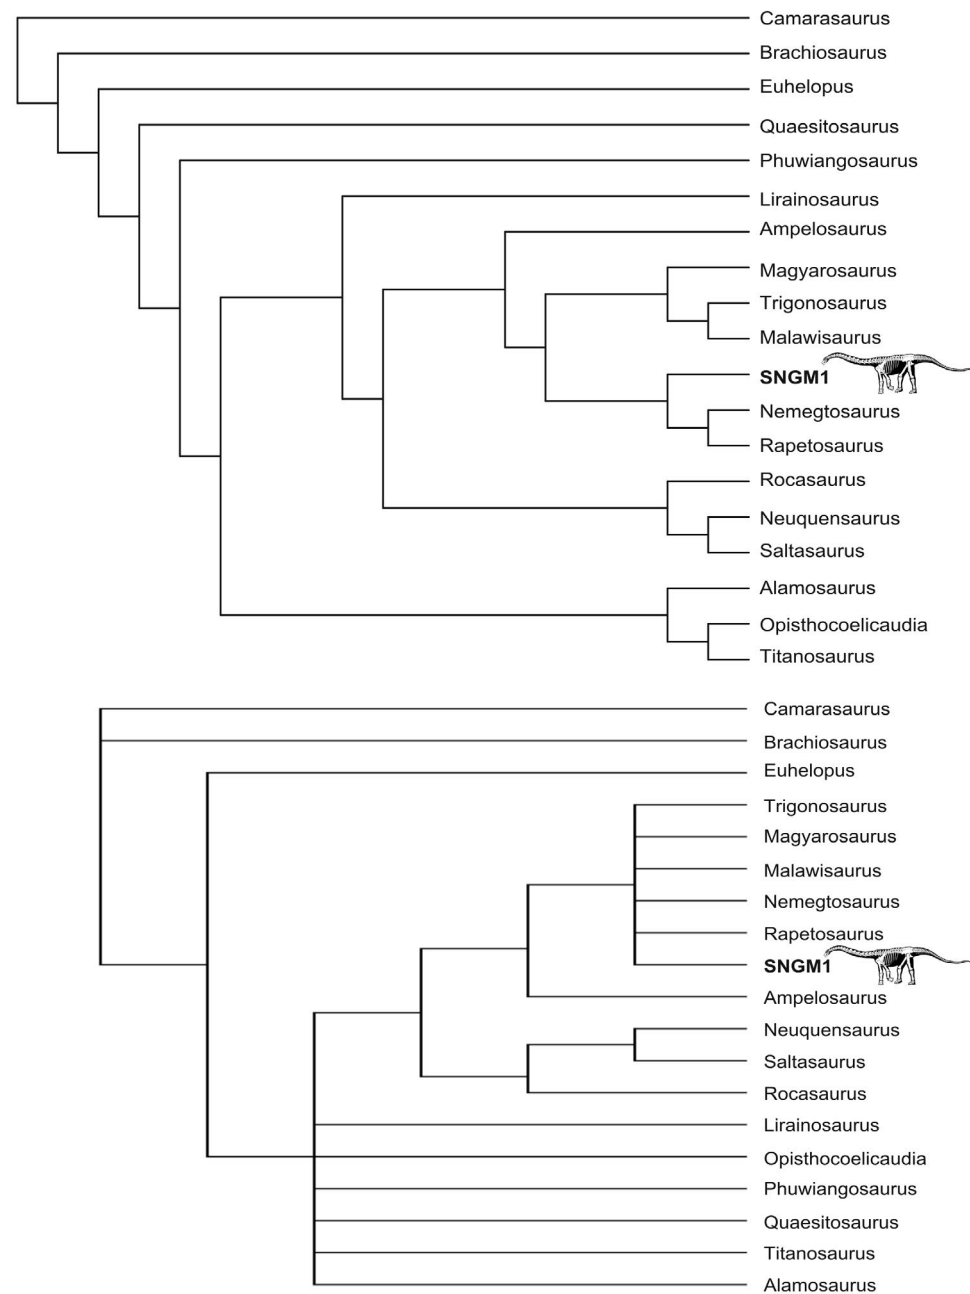 Camarasaurus
Brachiosaurus
Euhelopus
Quaesitosaurus
Phuwiangosaurus
Lirainosaurus
Ampelosaurus
Magyarosaurus
Trigonosaurus
Malawisaurus
SNGM1
Nemegtosaurus
Rapetosaurus
Rocasaurus
Neuquensaurus
Saltasaurus
Alamosaurus
Opisthocoelicaudia
Titanosaurus
Camarasaurus
Brachiosaurus
Euhelopus
Trigonosaurus
Magyarosaurus
Malawisaurus
Nemegtosaurus
Rapetosaurus
SNGM1
Ampelosaurus
Neuquensaurus
Saltasaurus
Rocasaurus
Lirainosaurus
Opisthocoelicaudia
Phuwiangosaurus
Quaesitosaurus
Titanosaurus
Alamosaurus